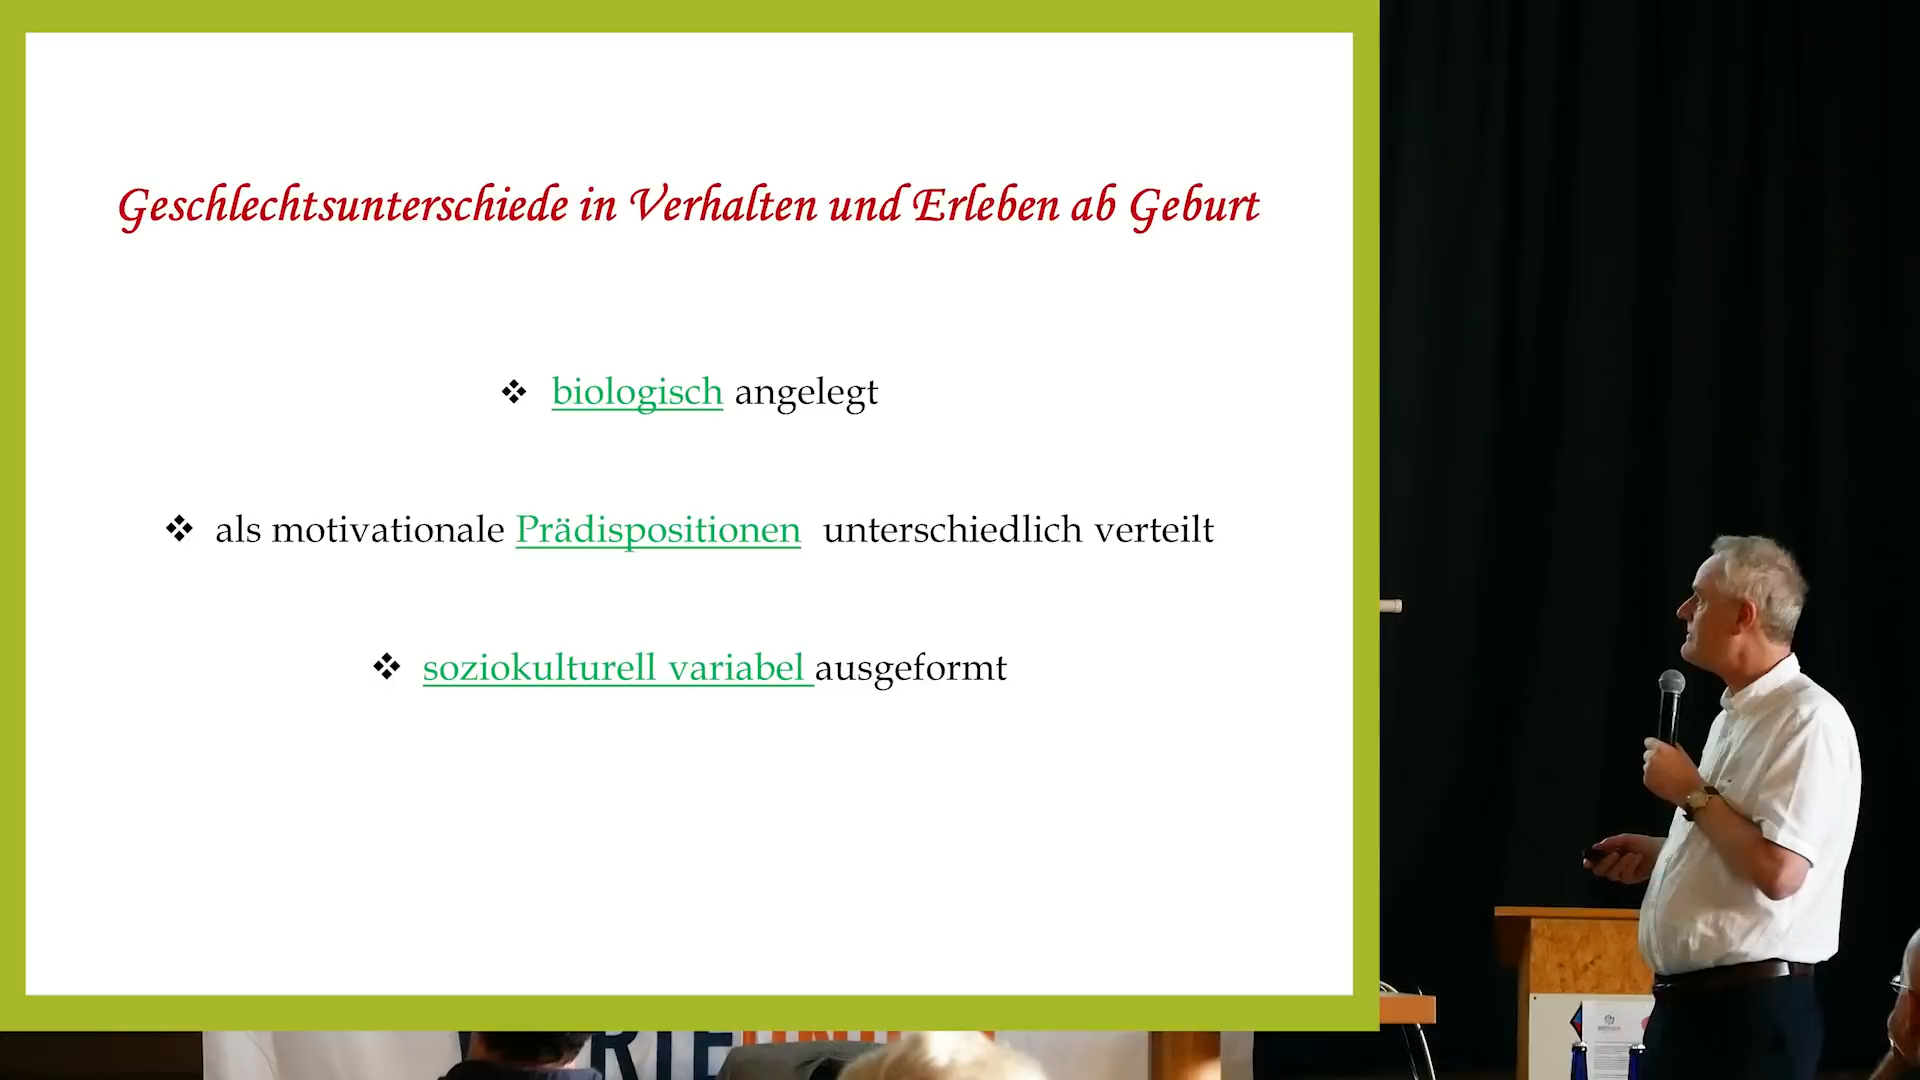 Geschlechtsunterschiede in Verhalten und Erleben ab Geburt
❖ biologisch angelegt
❖ als motivationale Prädispositionen unterschiedlich verteilt
❖ soziokulturell variabel ausgeformt